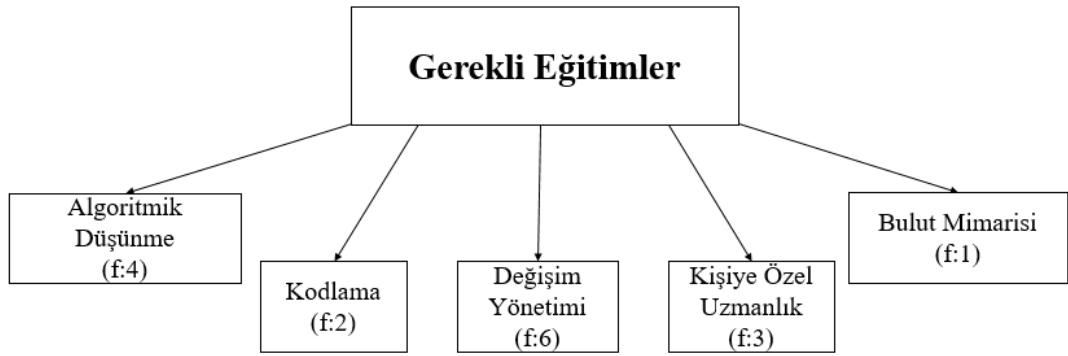 Gerekli Eğitimler
Algoritmik
Düşünme
(f:4)
Kodlama
(f:2)
Değişim
Yönetimi
(f:6)
Kişiye Özel
Uzmanlık
(f:3)
Bulut Mimarisi
(f:1)